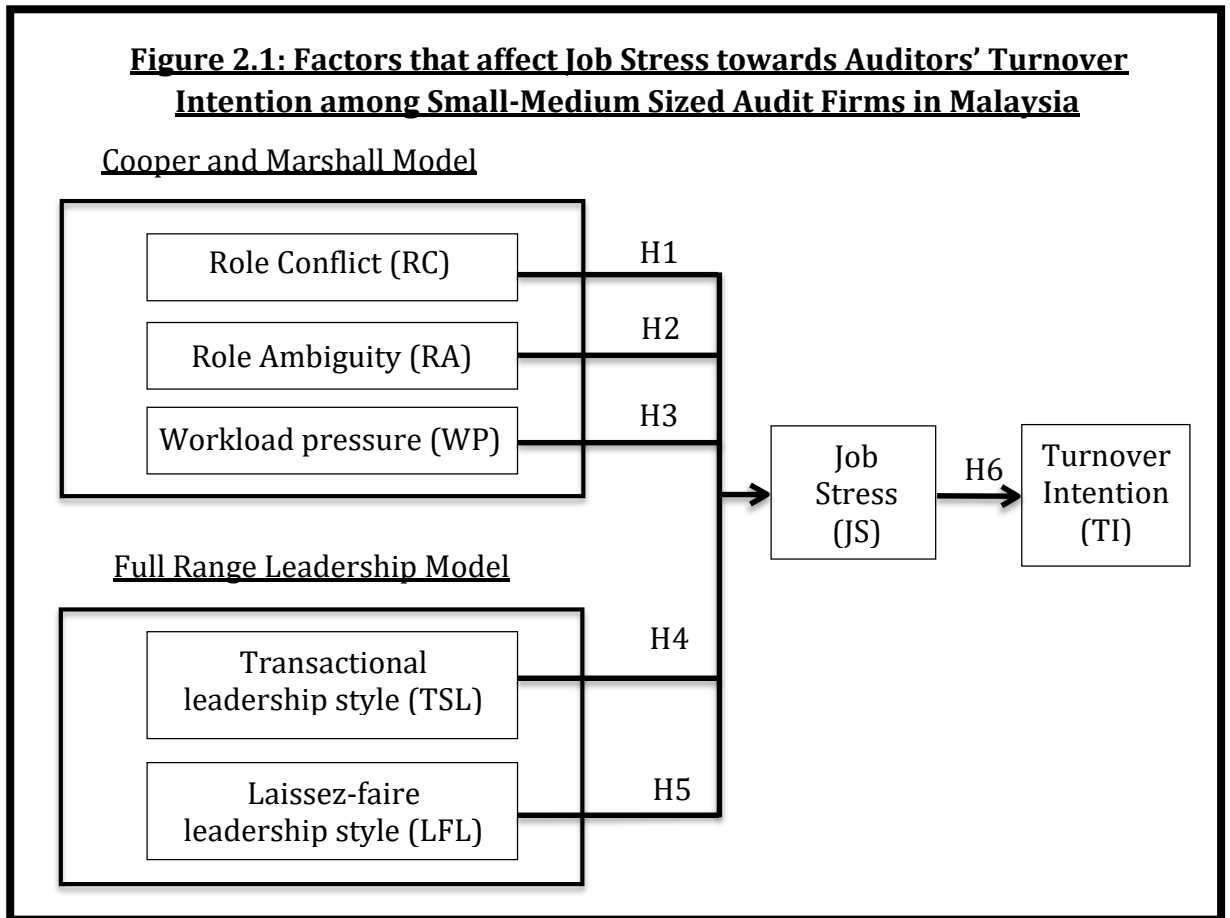 Figure 2.1: Factors that affect Job Stress towards Auditors’ Turnover
Intention among Small-Medium Sized Audit Firms in Malaysia
Cooper and Marshall Model
Role Conflict (RC)
H1
Role Ambiguity (RA)
H2
Workload pressure (WP)
H3
Job
Stress
(JS)
H6
Turnover
Intention
(TI)
Full Range Leadership Model
Transactional
leadership style (TSL)
H4
Laissez-faire
leadership style (LFL)
H5